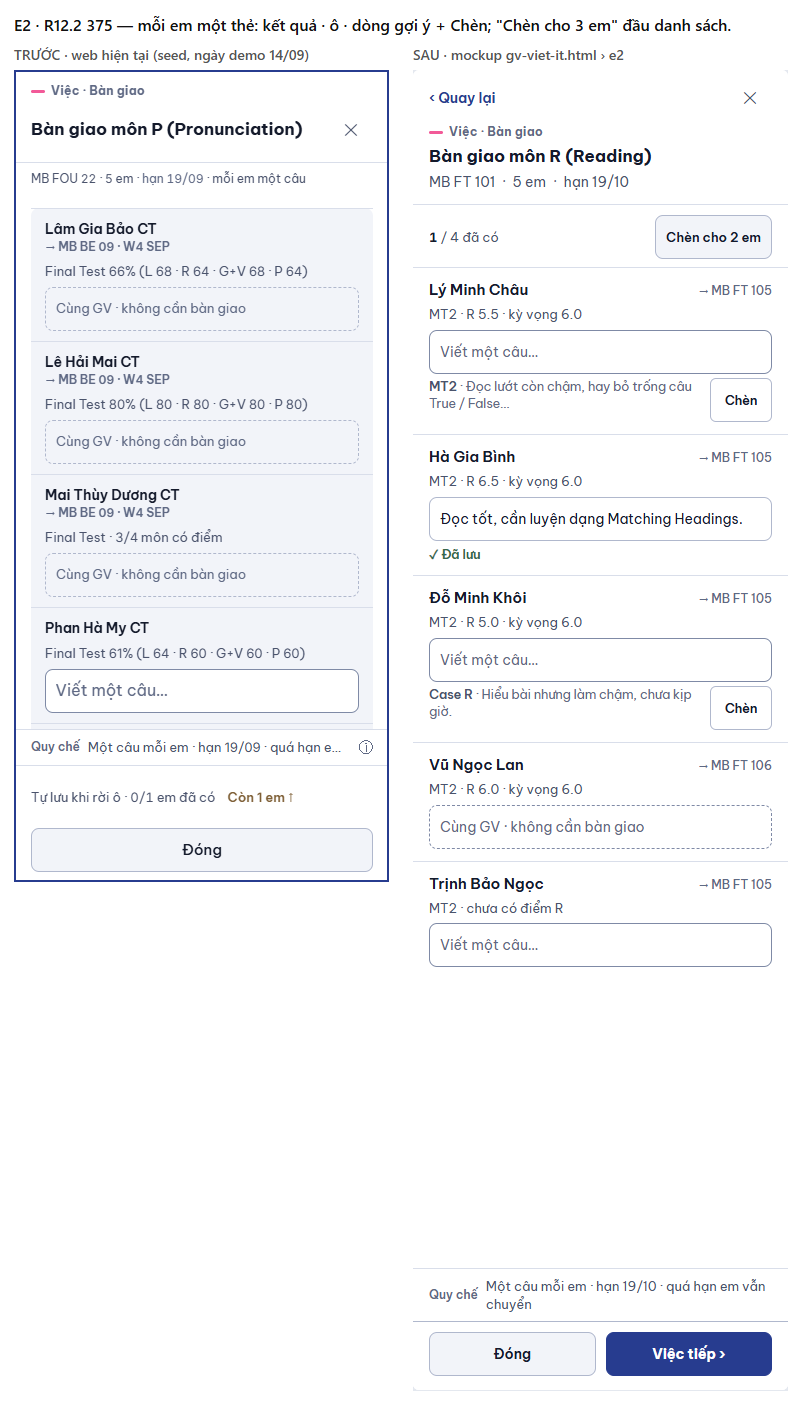 E2 · R12.2 375 — mỗi em một thẻ: kết quả · ô · dòng gợi ý + Chèn; "Chèn cho 3 em" đầu danh sách.
TRƯỚC · web hiện tại (seed, ngày demo 14/09)
Việc · Bàn giao
Bàn giao môn P (Pronunciation)
MB FOU 22 · 5 em · hạn 19/09 · mỗi em một câu
Lâm Gia Bảo CT
→ MB BE 09 · W4 SEP
Final Test 66% (L 68 · R 64 · G+V 68 · P 64)
Cùng GV · không cần bàn giao
Lê Hải Mai CT
→ MB BE 09 · W4 SEP
Final Test 80% (L 80 · R 80 · G+V 80 · P 80)
Cùng GV · không cần bàn giao
Mai Thùy Dương CT
→ MB BE 09 · W4 SEP
Final Test · 3/4 môn có điểm
Cùng GV · không cần bàn giao
Phan Hà My CT
Final Test 61% (L 64 · R 60 · G+V 60 · P 60)
Viết một câu...
Quy chế Một câu mỗi em · hạn 19/09 · quá hạn e... ⓘ
Tự lưu khi rời ô · 0/1 em đã có Còn 1 em ↑
Đóng
SAU · mockup gv-viet-it.html › e2
‹ Quay lại
Việc · Bàn giao
Bàn giao môn R (Reading)
MB FT 101 · 5 em · hạn 19/10
1 / 4 đã có Chèn cho 2 em
Lý Minh Châu → MB FT 105
MT2 · R 5.5 · kỳ vọng 6.0
Viết một câu...
MT2 · Đọc lướt còn chậm, hay bỏ trống câu
True / False...
Chèn
Hà Gia Bình → MB FT 105
MT2 · R 6.5 · kỳ vọng 6.0
Đọc tốt, cần luyện dạng Matching Headings.
✓ Đã lưu
Đỗ Minh Khôi → MB FT 105
MT2 · R 5.0 · kỳ vọng 6.0
Viết một câu...
Case R · Hiểu bài nhưng làm chậm, chưa kịp
giờ.
Chèn
Vũ Ngọc Lan → MB FT 106
MT2 · R 6.0 · kỳ vọng 6.0
Cùng GV · không cần bàn giao
Trịnh Bảo Ngọc → MB FT 105
MT2 · chưa có điểm R
Viết một câu...
Quy chế Một câu mỗi em · hạn 19/10 · quá hạn em vẫn
chuyển
Đóng
Việc tiếp ›